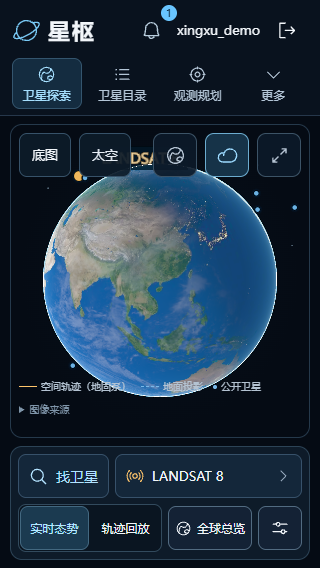 星枢
1
xingxu_demo
卫星探索 卫星目录 观测规划 更多
底图 太空
空间轨迹（地固系） 地面投影 公开卫星
图像来源
找卫星 LANDSAT 8
实时态势 轨迹回放 全球总览